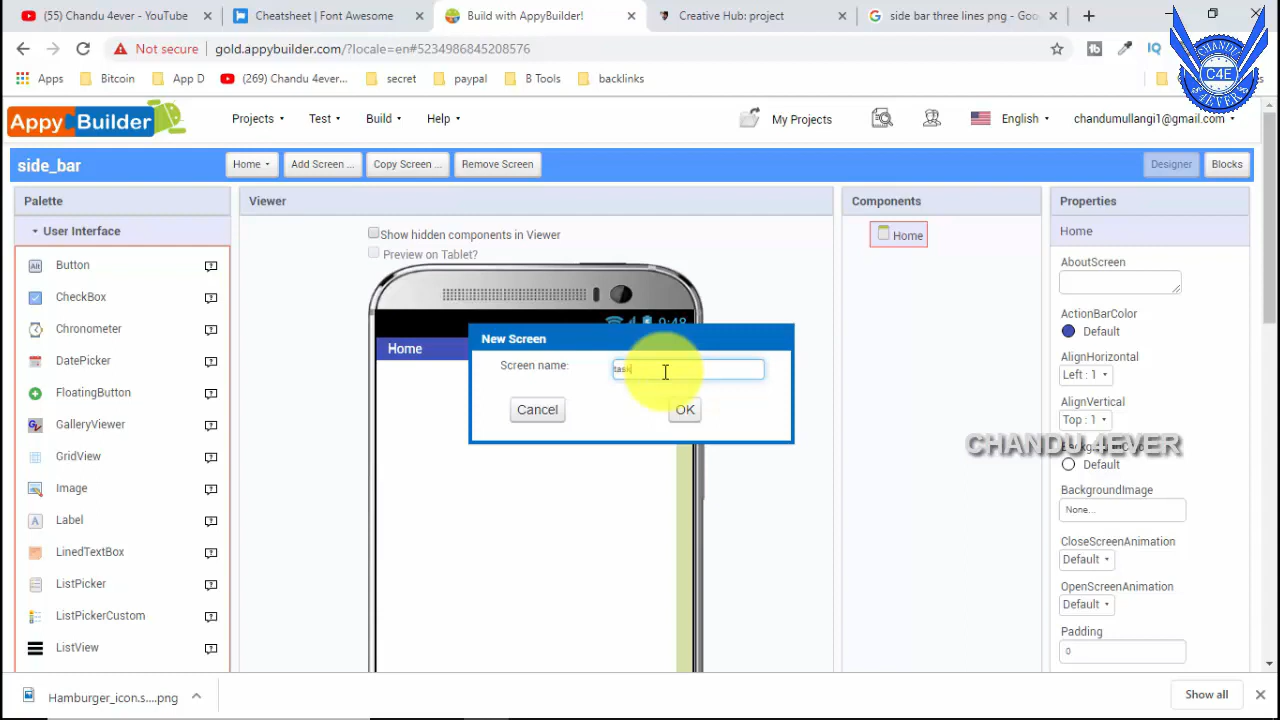 (55) Chandu 4ever - YouTube
Cheatsheet | Font Awesome
Build with AppyBuilder!
Creative Hub: project
side bar three lines png - Goo
Not secure
gold.appybuilder.com/?locale=en#5234986845208576
Apps
Bitcoin
App D
(269) Chandu 4ever...
secret
paypal
B Tools
backlinks
CHANDU
C4E
4EVER
Appy Builder
Projects
Test
Build
Help
My Projects
English
chandumullangi1@gmail.com
side_bar
Home
Add Screen ...
Copy Screen ...
Remove Screen
Designer
Blocks
Palette
Viewer
Components
Properties
User Interface
Show hidden components in Viewer
Home
Home
Preview on Tablet?
Button
CheckBox
Chronometer
DatePicker
FloatingButton
GalleryViewer
GridView
Image
Label
LinedTextBox
ListPicker
ListPickerCustom
ListView
Home
New Screen
Screen name:
Cancel
OK
AboutScreen
ActionBarColor
Default
AlignHorizontal
Left : 1
AlignVertical
Top : 1
CHANDU 4EVER
Default
BackgroundImage
None...
CloseScreenAnimation
Default
OpenScreenAnimation
Default
Padding
0
Hamburger_icon.s....png
Show all